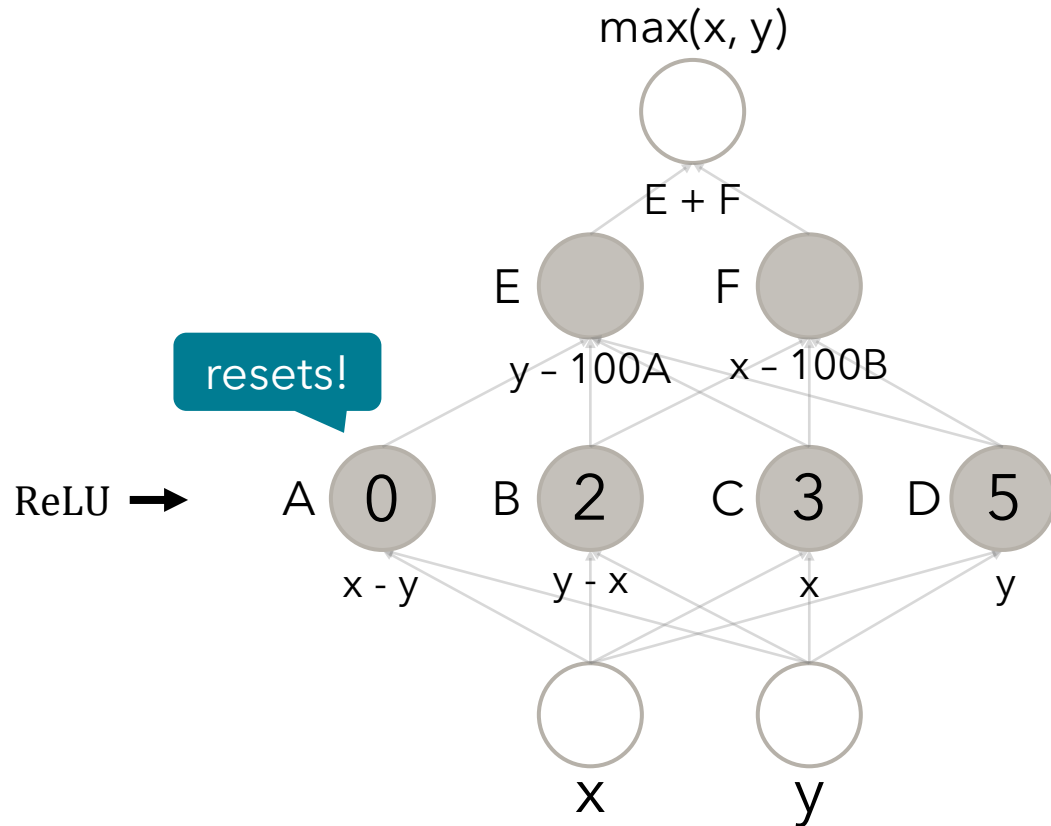 max(x, y)
E + F
E
F
y – 100A
x – 100B
resets!
ReLU
A
0
B
2
C
3
D
5
x - y
y - x
x
y
x
y